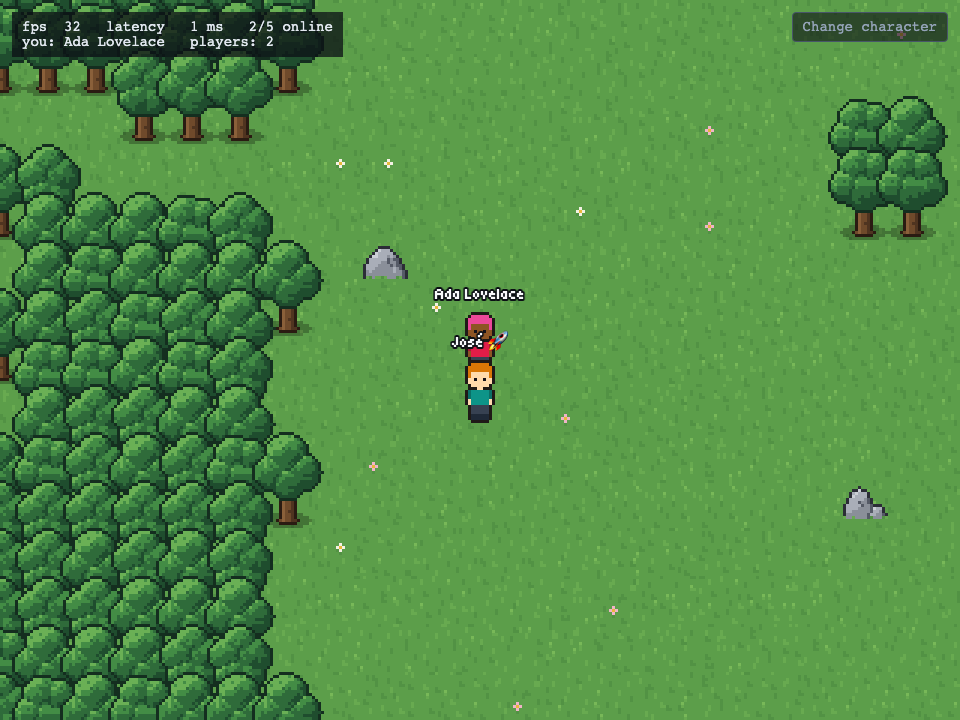 fps 32 latency 1 ms 2/5 online
you: Ada Lovelace players: 2
Change character
Ada Lovelace
José